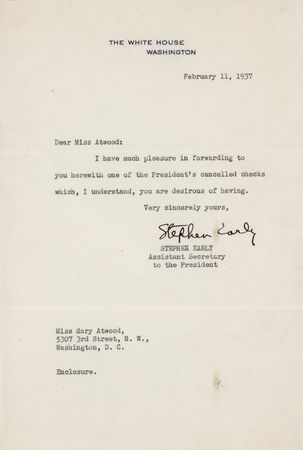 THE WHITE HOUSE
WASHINGTON
February 11, 1937
Dear Miss Atwood:
I have much pleasure in forwarding to
you herewith one of the President's cancelled checks
which, I understand, you are desirous of having.
Very sincerely yours,
Stephen Early
STEPHEN EARLY
Assistant Secretary
to the President
Miss Mary Atwood,
5307 3rd Street, N. W.,
Washington, D. C.
Enclosure.